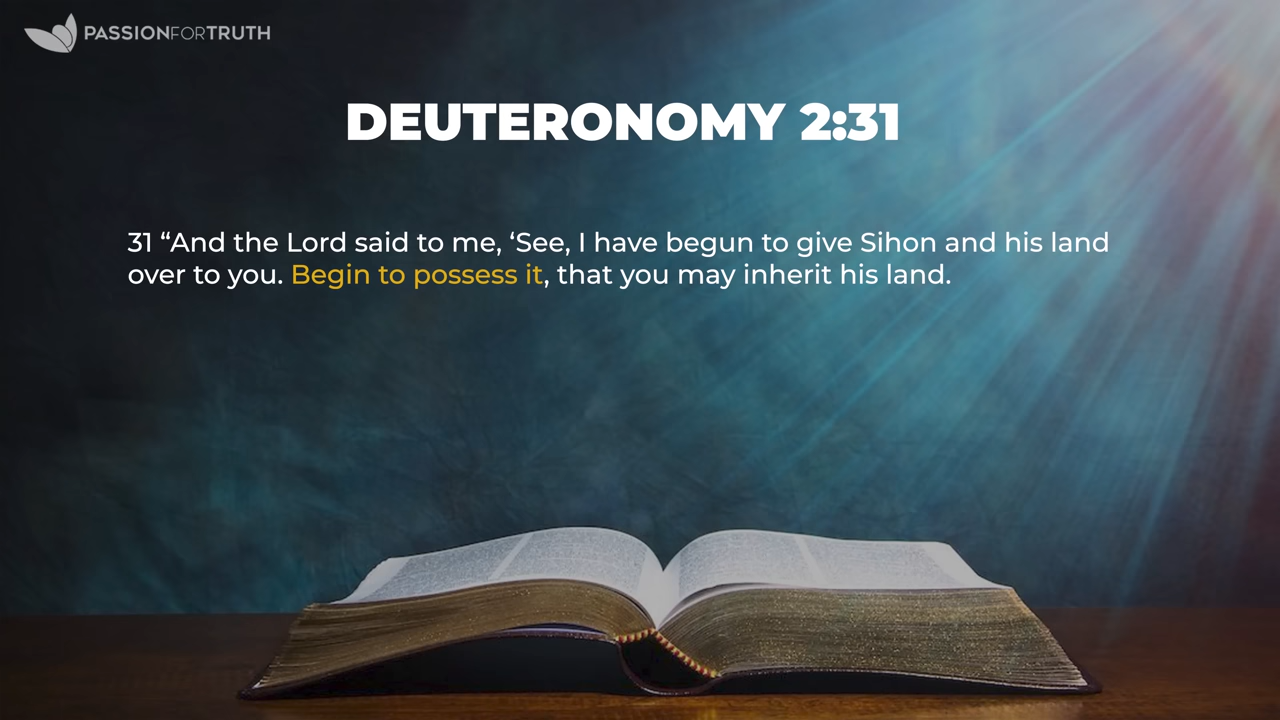 PASSIONFORTRUTH
DEUTERONOMY 2:31
31 “And the Lord said to me, ‘See, I have begun to give Sihon and his land
over to you. Begin to possess it, that you may inherit his land.